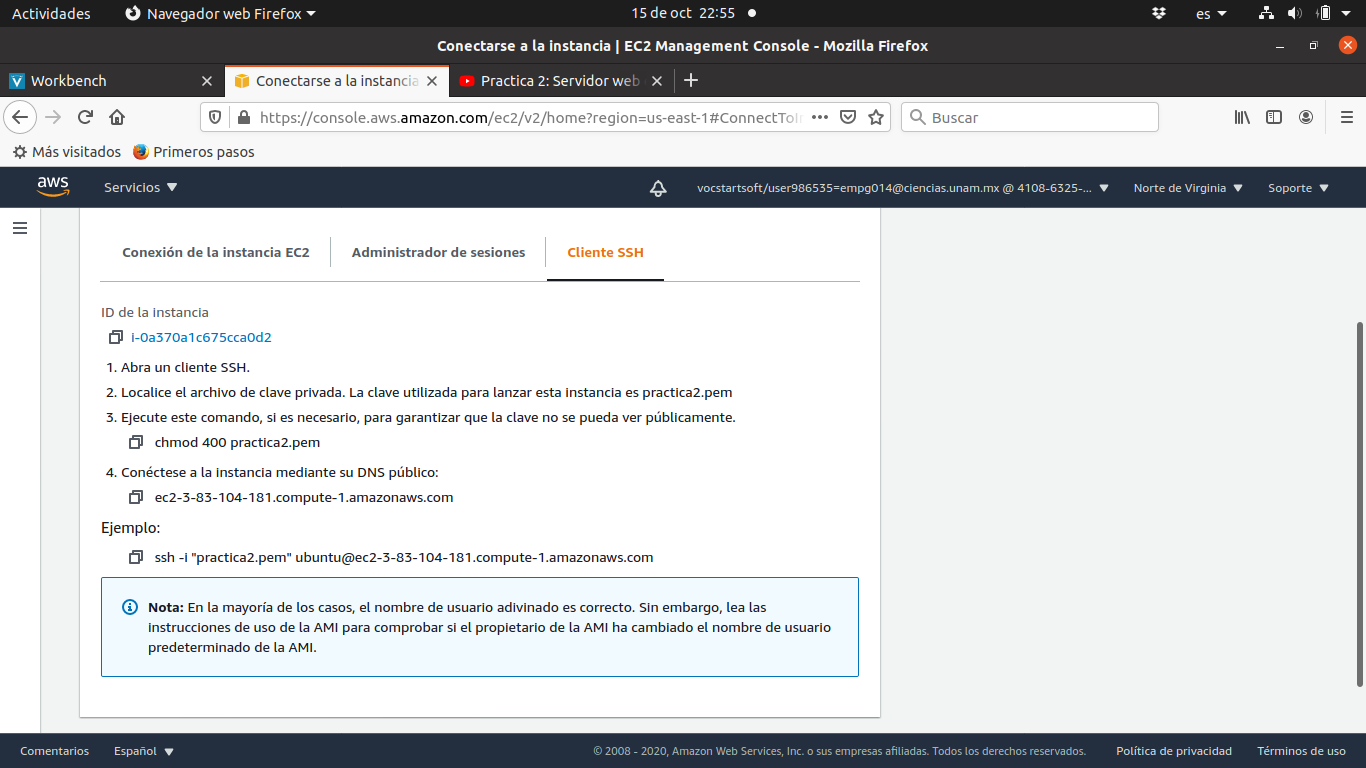 Actividades
Navegador web Firefox
15 de oct 22:55
es
Conectarse a la instancia | EC2 Management Console - Mozilla Firefox
Workbench
Conectarse a la instancia
Practica 2: Servidor web
https://console.aws.amazon.com/ec2/v2/home?region=us-east-1#ConnectToIn
Buscar
Más visitados
Primeros pasos
aws
Servicios
vocstartsoft/user986535=empg014@ciencias.unam.mx @ 4108-6325-...
Norte de Virginia
Soporte
Conexión de la instancia EC2
Administrador de sesiones
Cliente SSH
ID de la instancia
i-0a370a1c675cca0d2
1. Abra un cliente SSH.
2. Localice el archivo de clave privada. La clave utilizada para lanzar esta instancia es practica2.pem
3. Ejecute este comando, si es necesario, para garantizar que la clave no se pueda ver públicamente.
chmod 400 practica2.pem
4. Conéctese a la instancia mediante su DNS público:
ec2-3-83-104-181.compute-1.amazonaws.com
Ejemplo:
ssh -i "practica2.pem" ubuntu@ec2-3-83-104-181.compute-1.amazonaws.com
Nota: En la mayoría de los casos, el nombre de usuario adivinado es correcto. Sin embargo, lea las
instrucciones de uso de la AMI para comprobar si el propietario de la AMI ha cambiado el nombre de usuario
predeterminado de la AMI.
Comentarios
Español
© 2008 - 2020, Amazon Web Services, Inc. o sus empresas afiliadas. Todos los derechos reservados.
Política de privacidad
Términos de uso